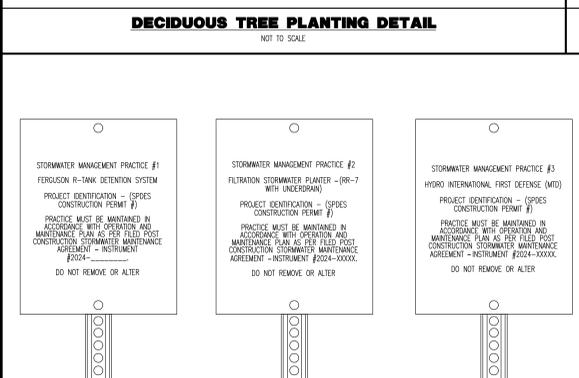 DECIDUOUS TREE PLANTING DETAIL
NOT TO SCALE
STORMWATER MANAGEMENT PRACTICE #1
FERGUSON R-TANK DETENTION SYSTEM
PROJECT IDENTIFICATION - (SPDES
CONSTRUCTION PERMIT #)
PRACTICE MUST BE MAINTAINED IN
ACCORDANCE WITH OPERATION AND
MAINTENANCE PLAN AS PER FILED POST
CONSTRUCTION STORMWATER MAINTENANCE
AGREEMENT - INSTRUMENT
#2024-________.
DO NOT REMOVE OR ALTER
STORMWATER MANAGEMENT PRACTICE #2
FILTRATION STORMWATER PLANTER -(RR-7
WITH UNDERDRAIN)
PROJECT IDENTIFICATION - (SPDES
CONSTRUCTION PERMIT #)
PRACTICE MUST BE MAINTAINED IN
ACCORDANCE WITH OPERATION AND
MAINTENANCE PLAN AS PER FILED POST
CONSTRUCTION STORMWATER MAINTENANCE
AGREEMENT -INSTRUMENT #2024-XXXXX.
DO NOT REMOVE OR ALTER
STORMWATER MANAGEMENT PRACTICE #3
HYDRO INTERNATIONAL FIRST DEFENSE (MTD)
PROJECT IDENTIFICATION - (SPDES
CONSTRUCTION PERMIT #)
PRACTICE MUST BE MAINTAINED IN
ACCORDANCE WITH OPERATION AND
MAINTENANCE PLAN AS PER FILED POST
CONSTRUCTION STORMWATER MAINTENANCE
AGREEMENT -INSTRUMENT #2024-XXXXX.
DO NOT REMOVE OR ALTER